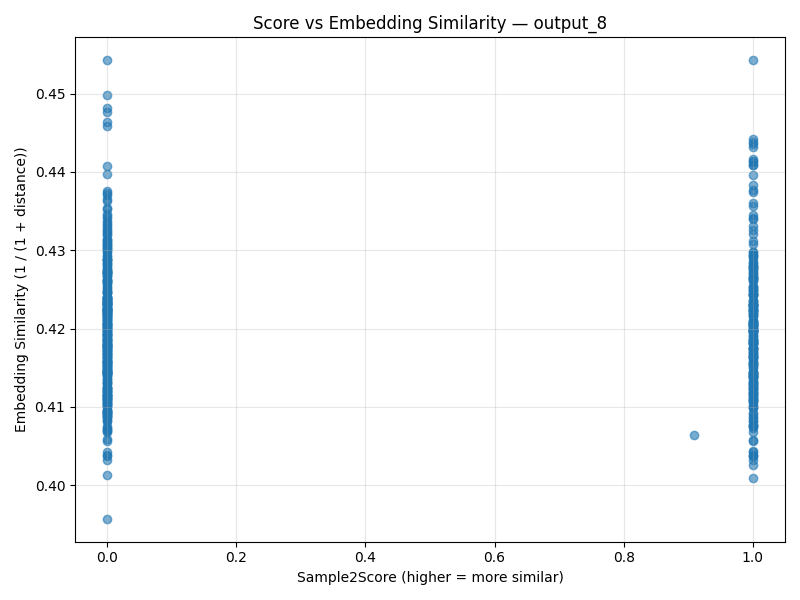 Score vs Embedding Similarity — output_8
Embedding Similarity (1 / (1 + distance))
0.45
0.44
0.43
0.42
0.41
0.40
0.0 0.2 0.4 0.6 0.8 1.0
Sample2Score (higher = more similar)